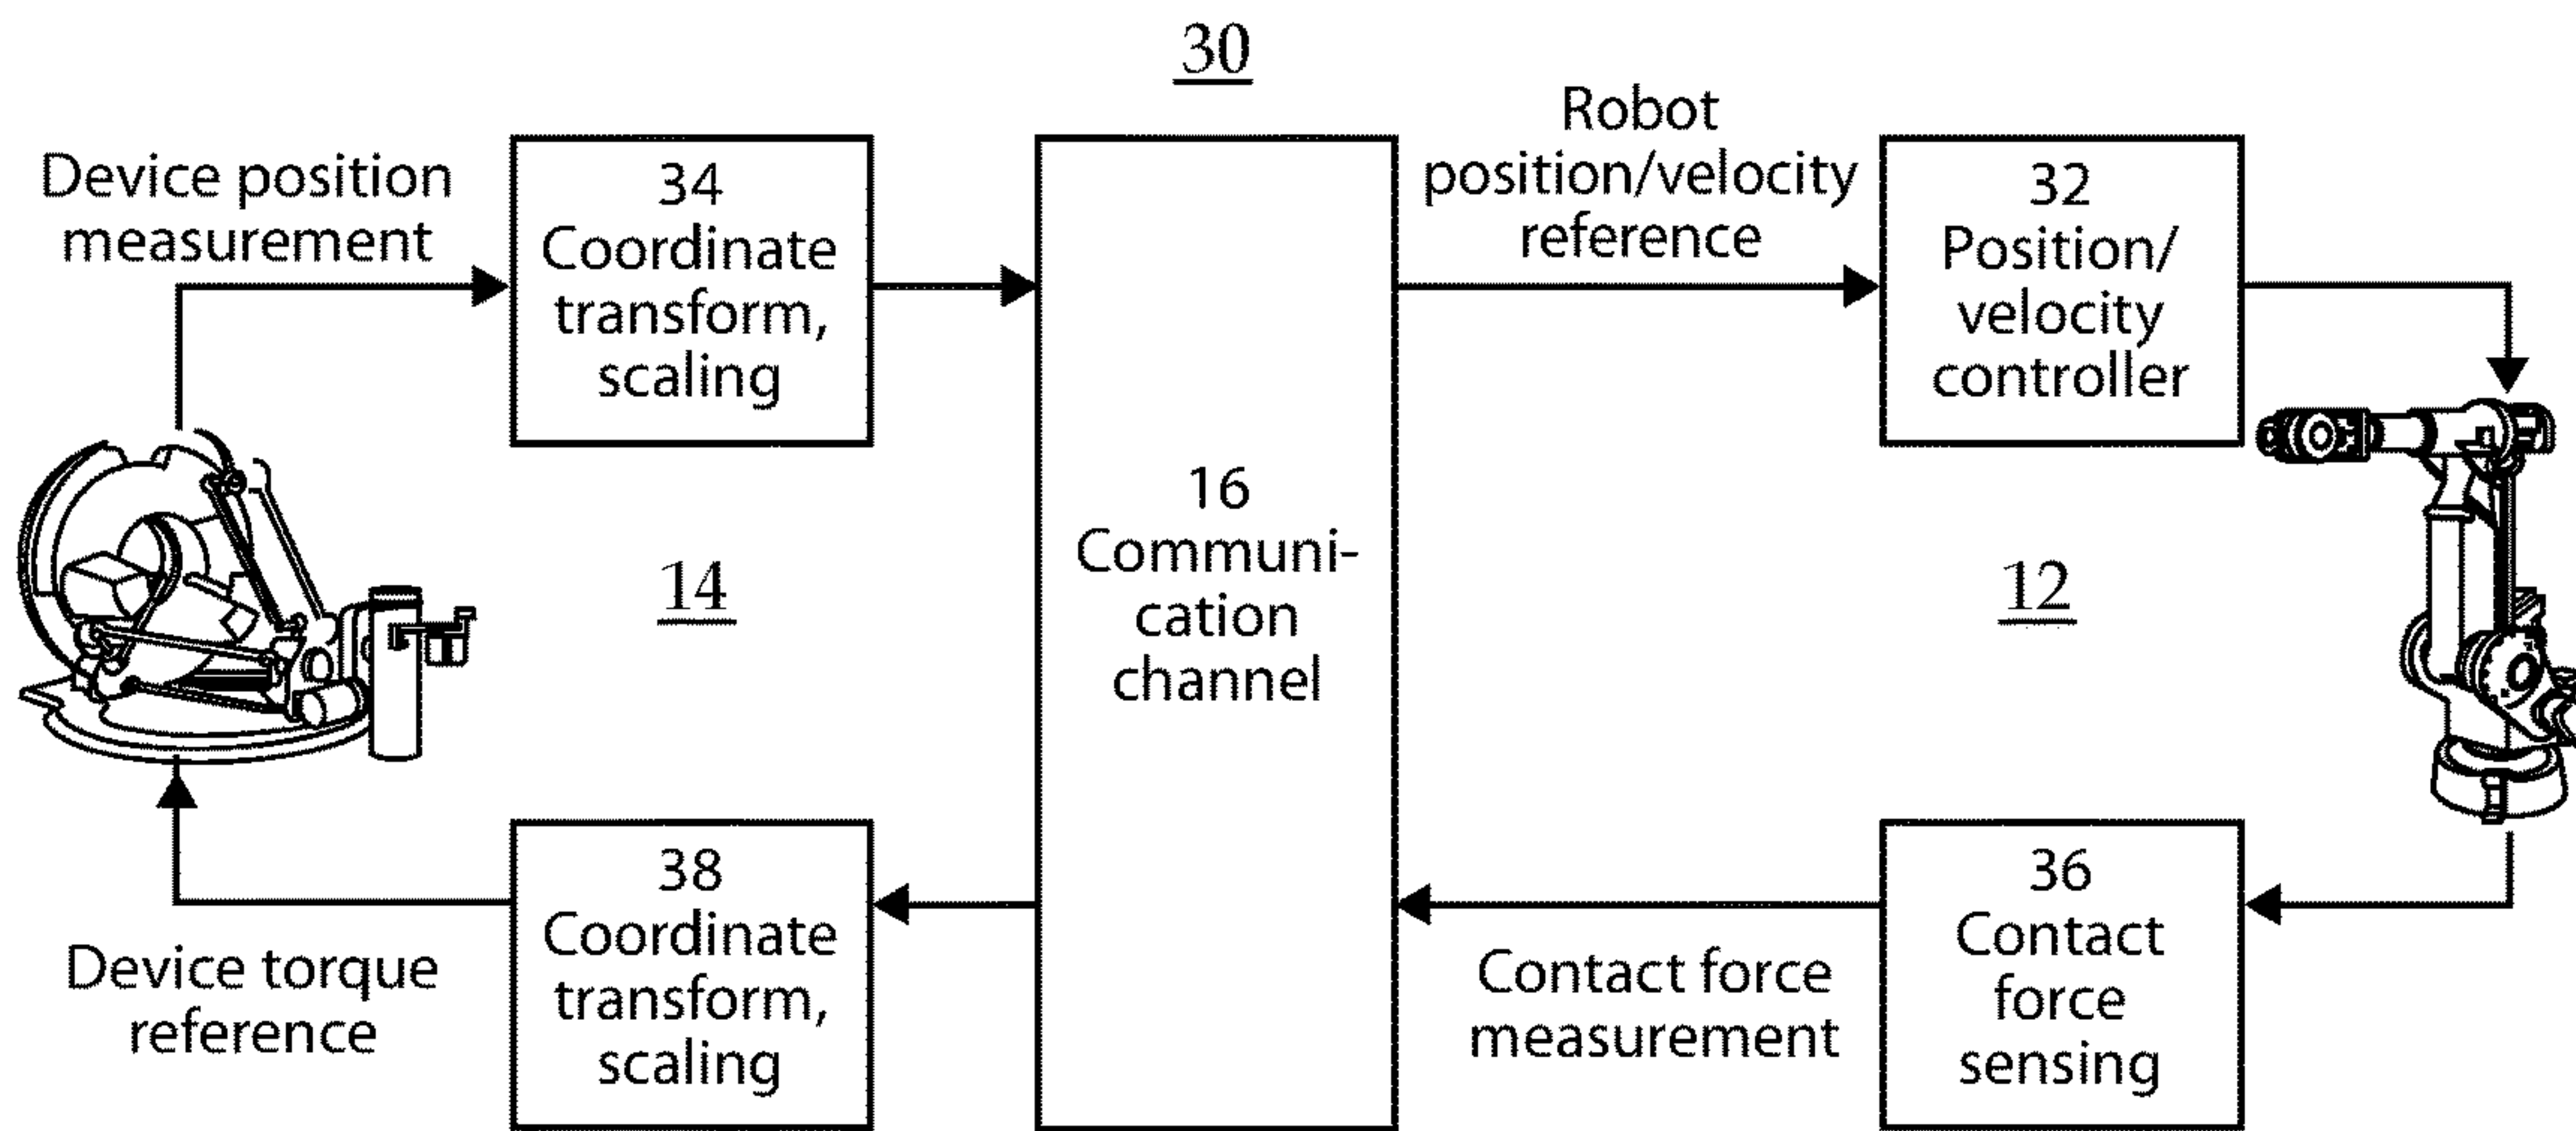 30
Device position
measurement
34
Coordinate
transform,
scaling
Robot
position/velocity
reference
32
Position/
velocity
controller
16
Communi-
cation
channel
14
12
Device torque
reference
38
Coordinate
transform,
scaling
Contact force
measurement
36
Contact
force
sensing